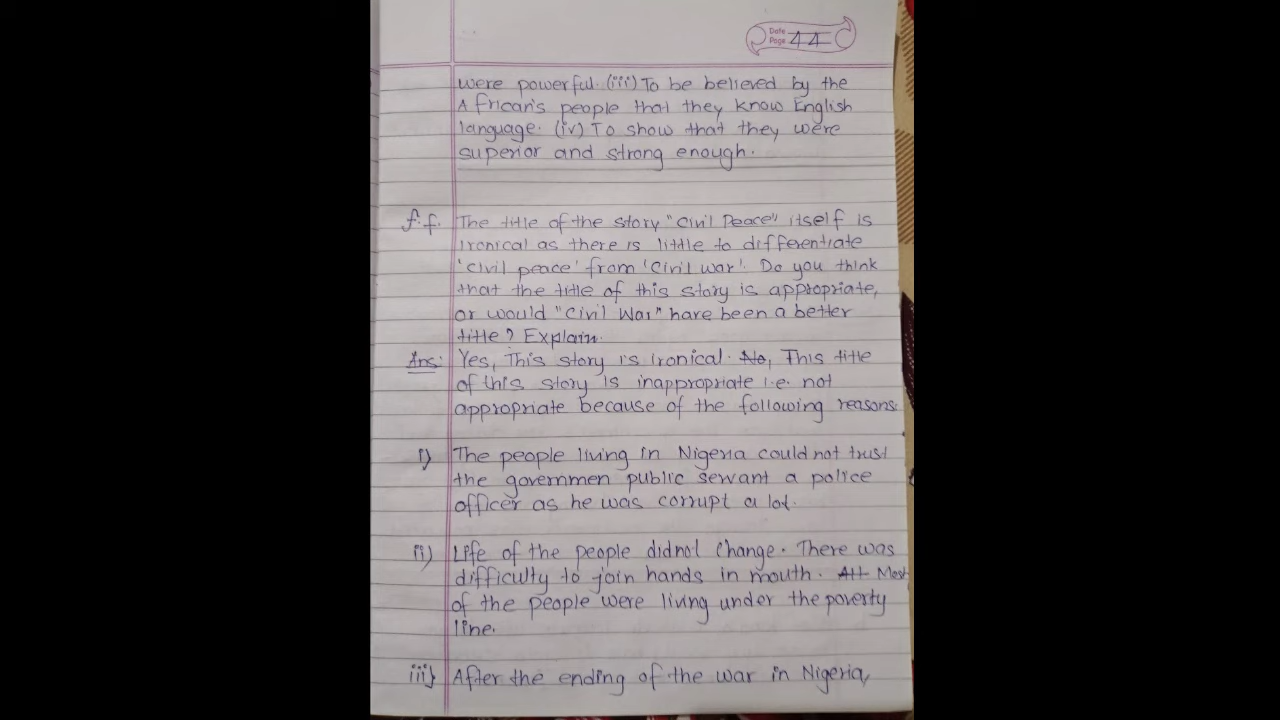 Date
Page 44
were powerful. (iii) To be believed by the
African's people that they know English
language. (iv) To show that they were
superior and strong enough.
f.f. The title of the story "Civil Peace" itself is
ironical as there is little to differentiate
'civil peace' from 'Civil war'. Do you think
that the title of this story is appropriate,
or would "Civil War" have been a better
title? Explain.
Ans: Yes, This story is ironical. No, This title
of this story is inappropriate i.e. not
appropriate because of the following reasons.
i) The people living in Nigeria could not trust
the governmen public servant a police
officer as he was corrupt a lot.
ii) Life of the people didnot change. There was
difficulty to join hands in mouth. All Most
of the people were living under the poverty
line.
iii) After the ending of the war in Nigeria,